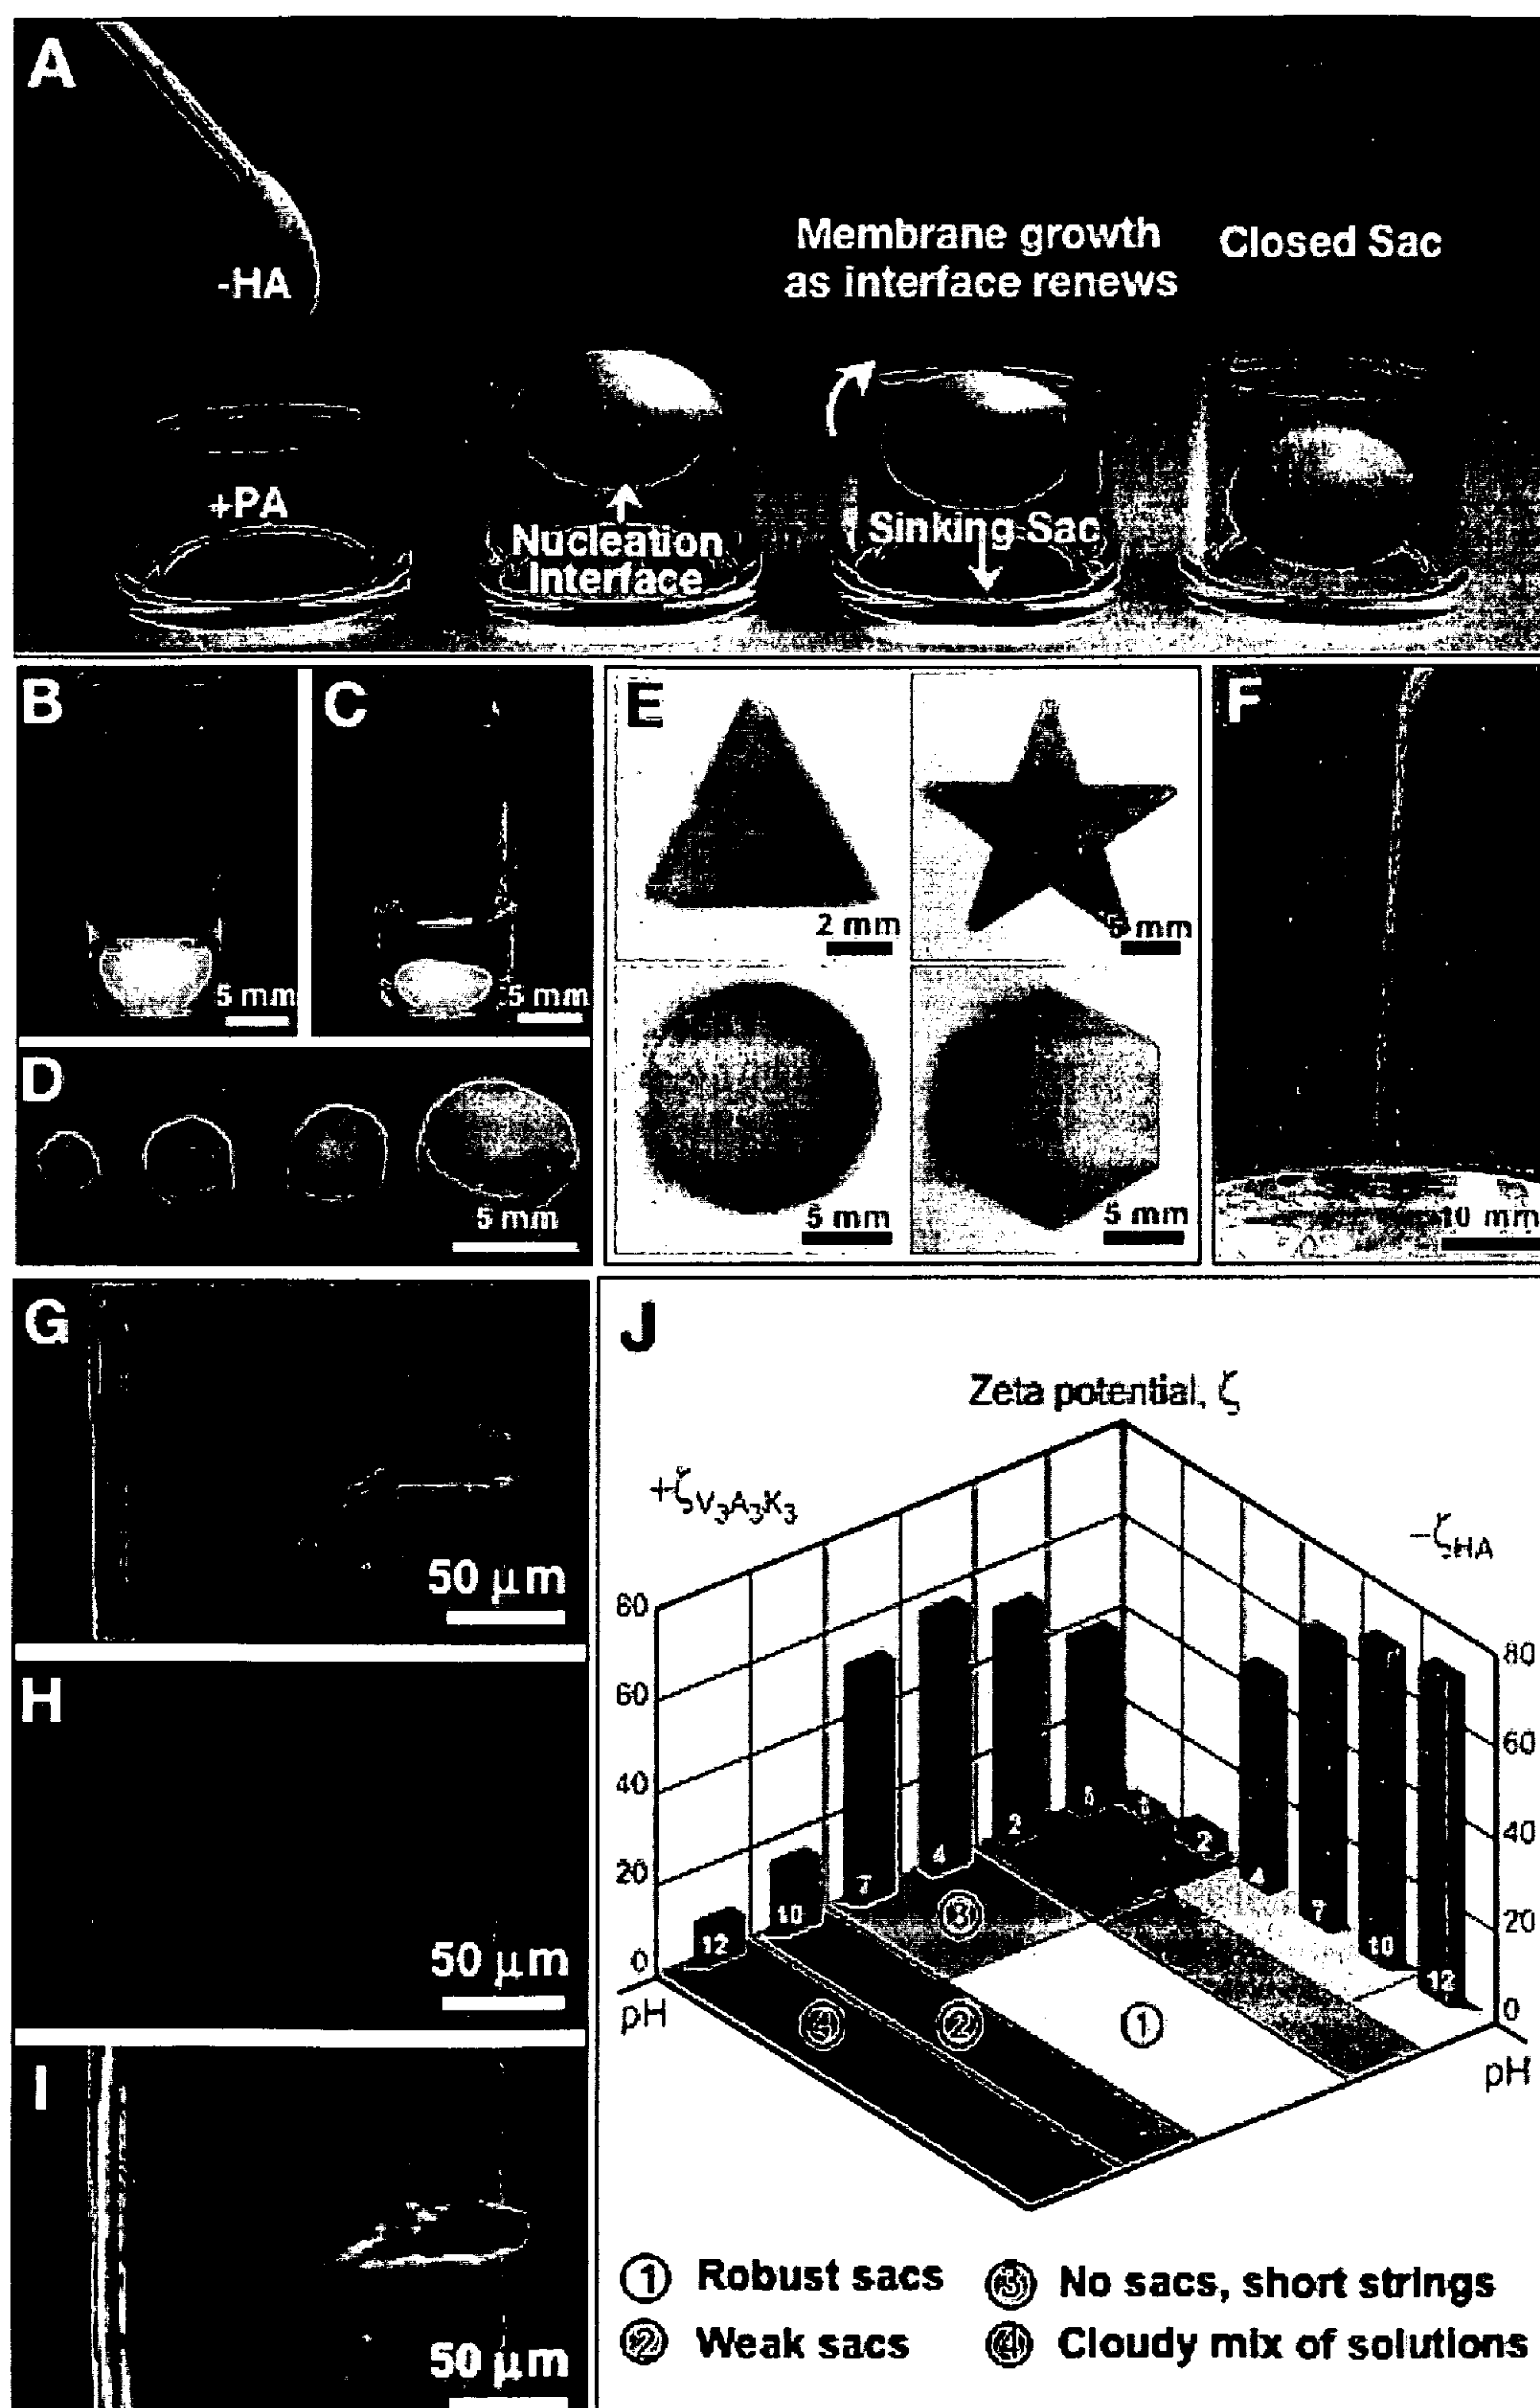 A
-HA
+PA
Nucleation
Interface
Membrane growth
as interface renews
Sinking Sac
Closed Sac
B
5 mm
C
5 mm
D
5 mm
E
2 mm
5 mm
5 mm
5 mm
F
10 mm
G
50 μm
H
50 μm
I
50 μm
J
Zeta potential, ζ
+ζV₃A₃K₃
-ζHA
80
60
40
20
0
pH
12
10
7
4
2
2
4
7
10
12
80
60
40
20
0
pH
3
4
2
1
1 Robust sacs
3 No sacs, short strings
2 Weak sacs
4 Cloudy mix of solutions